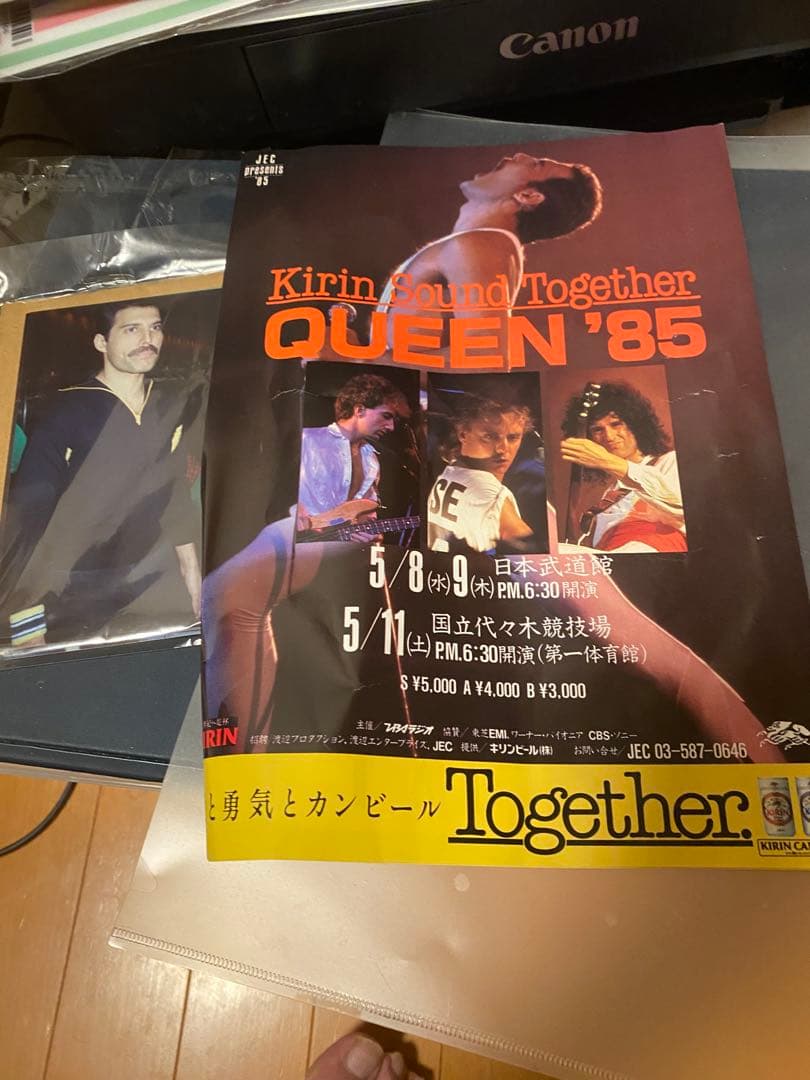 Canon
JEC
presents
'85
Kirin Sound Together
QUEEN '85
SE
5/8(水)9(木) 日本武道館
P.M.6:30開演
5/11(土) 国立代々木競技場
P.M.6:30開演(第一体育館)
S ¥5,000 A ¥4,000 B ¥3,000
主催/ 協賛/東芝EMI、ワーナー・パイオニア CBS・ソニー
招聘/渡辺プロダクション、渡辺エンタープライズ、JEC 提供/キリンビール(株) お問い合せ/JEC 03-587-0646
RIN
と勇気とカンビール Together.
KIRIN
KIRIN CA